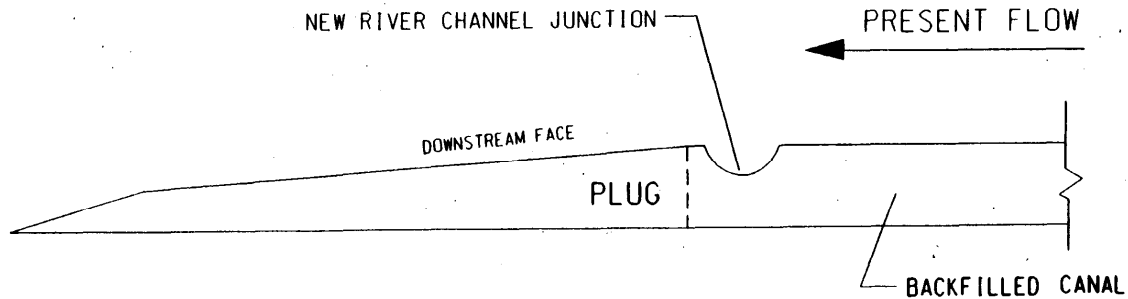 NEW RIVER CHANNEL JUNCTION
PRESENT FLOW
DOWNSTREAM FACE
PLUG
BACKFILLED CANAL